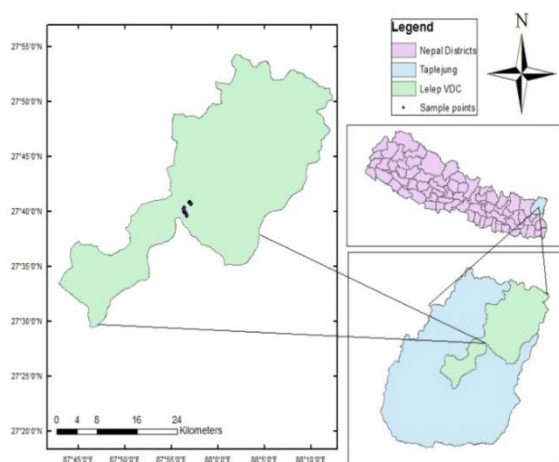 N
Legend
Nepal Districts
Taplejung
Lelep VDC
Sample points
27°55'0"N
27°50'0"N
27°45'0"N
27°40'0"N
27°35'0"N
27°30'0"N
27°25'0"N
27°20'0"N
0 4 8 16 24
Kilometers
87°45'0"E 87°50'0"E 87°55'0"E 88°0'0"E 88°5'0"E 88°10'0"E